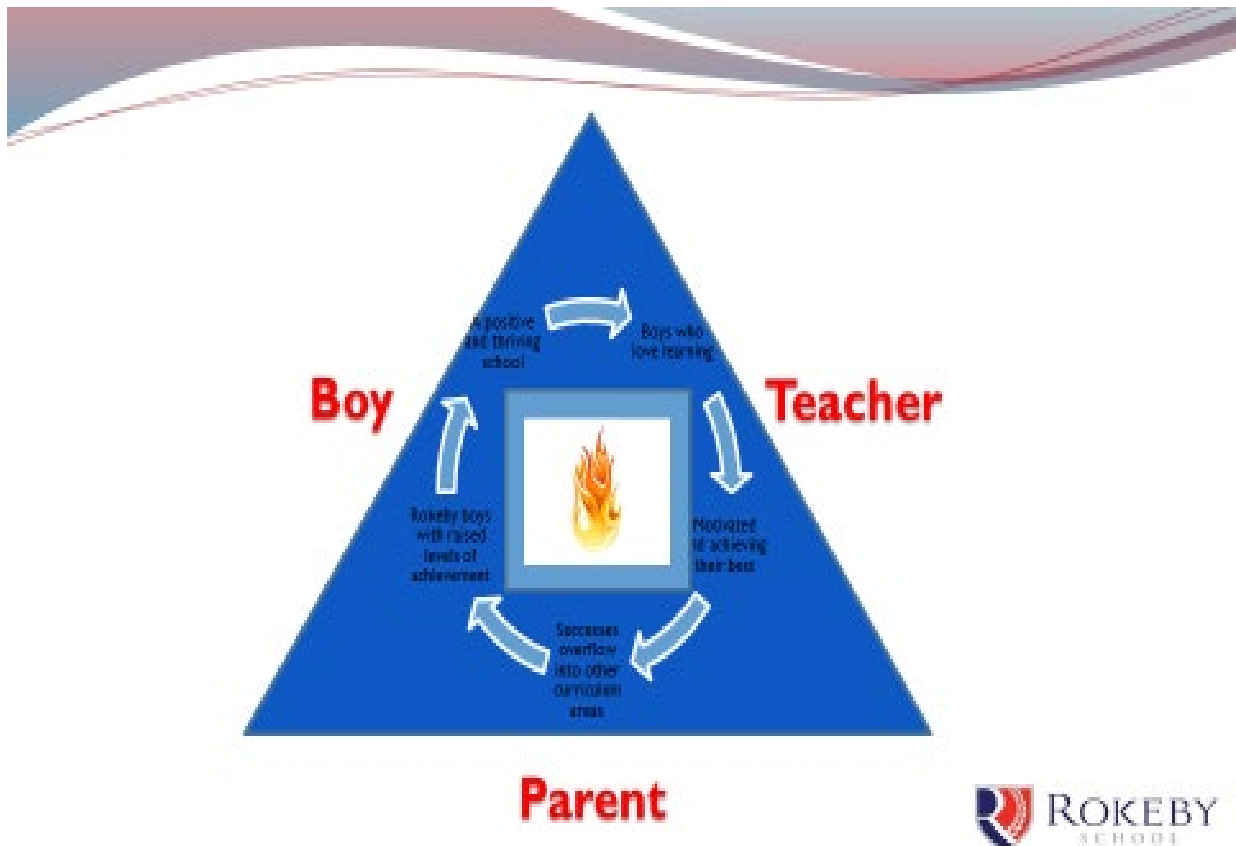 A positive
and thriving
school
Boys who
love learning
Boy
Teacher
Rokeby boys
with raised
levels of
achievement
Motivated
and achieving
their best
Successes
overflow
into other
curriculum
areas
Parent
ROKEBY
SCHOOL